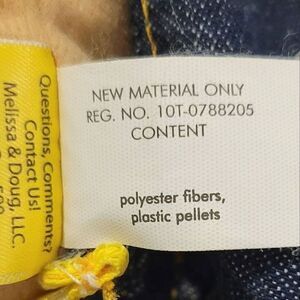 NEW MATERIAL ONLY
REG. NO. 10T-0788205
CONTENT
polyester fibers,
plastic pellets
Questions, Comments?
Contact Us!
Melissa & Doug, LLC.